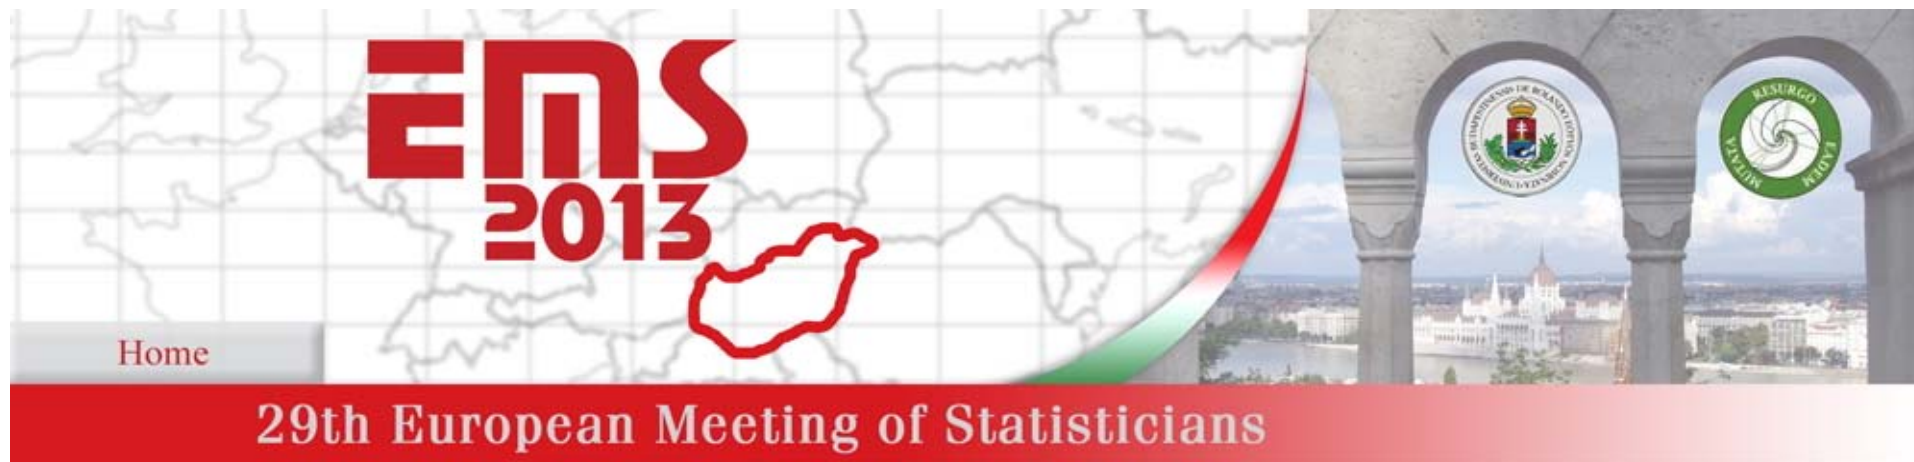 EMS
2013
RESURGO
EADEM
MUTATA
Home
29th European Meeting of Statisticians